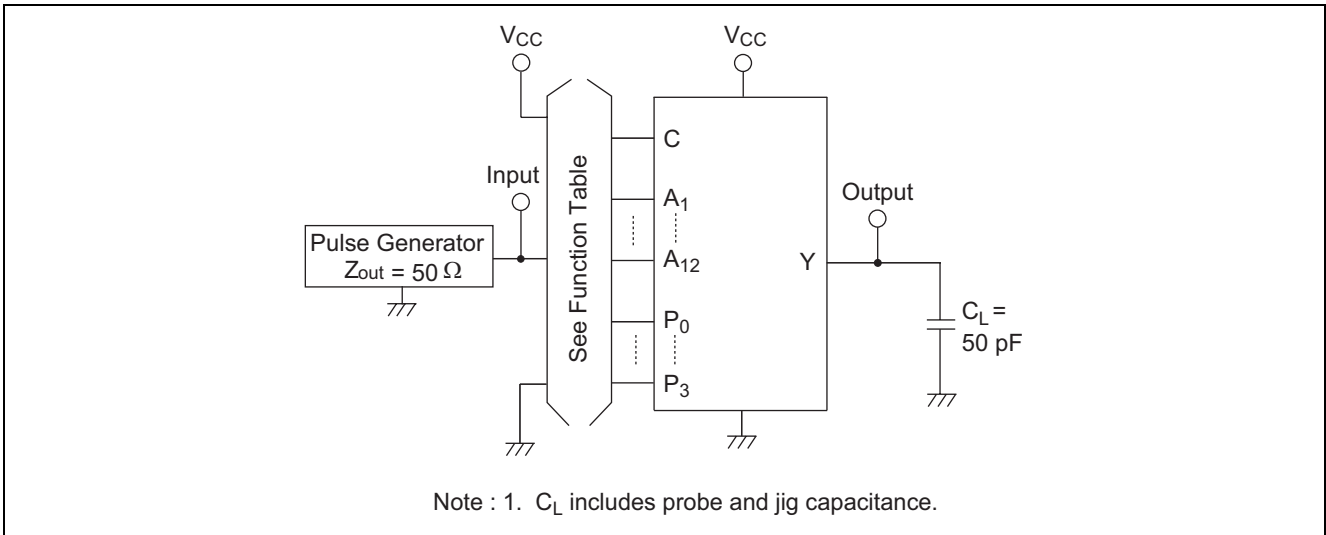 VCC
VCC
Input
Pulse Generator
Zout = 50 Ω
See Function Table
C
A1
A12
P0
P3
Y
Output
CL =
50 pF
Note : 1. CL includes probe and jig capacitance.